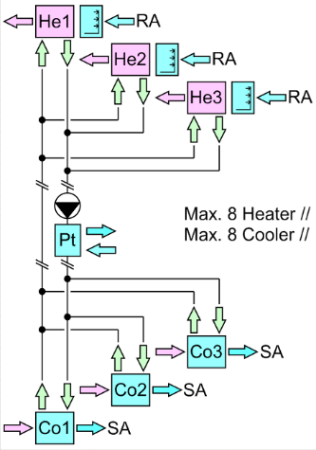 He1 RA
He2 RA
He3 RA
Max. 8 Heater //
Max. 8 Cooler //
Pt
Co3 SA
Co2 SA
Co1 SA